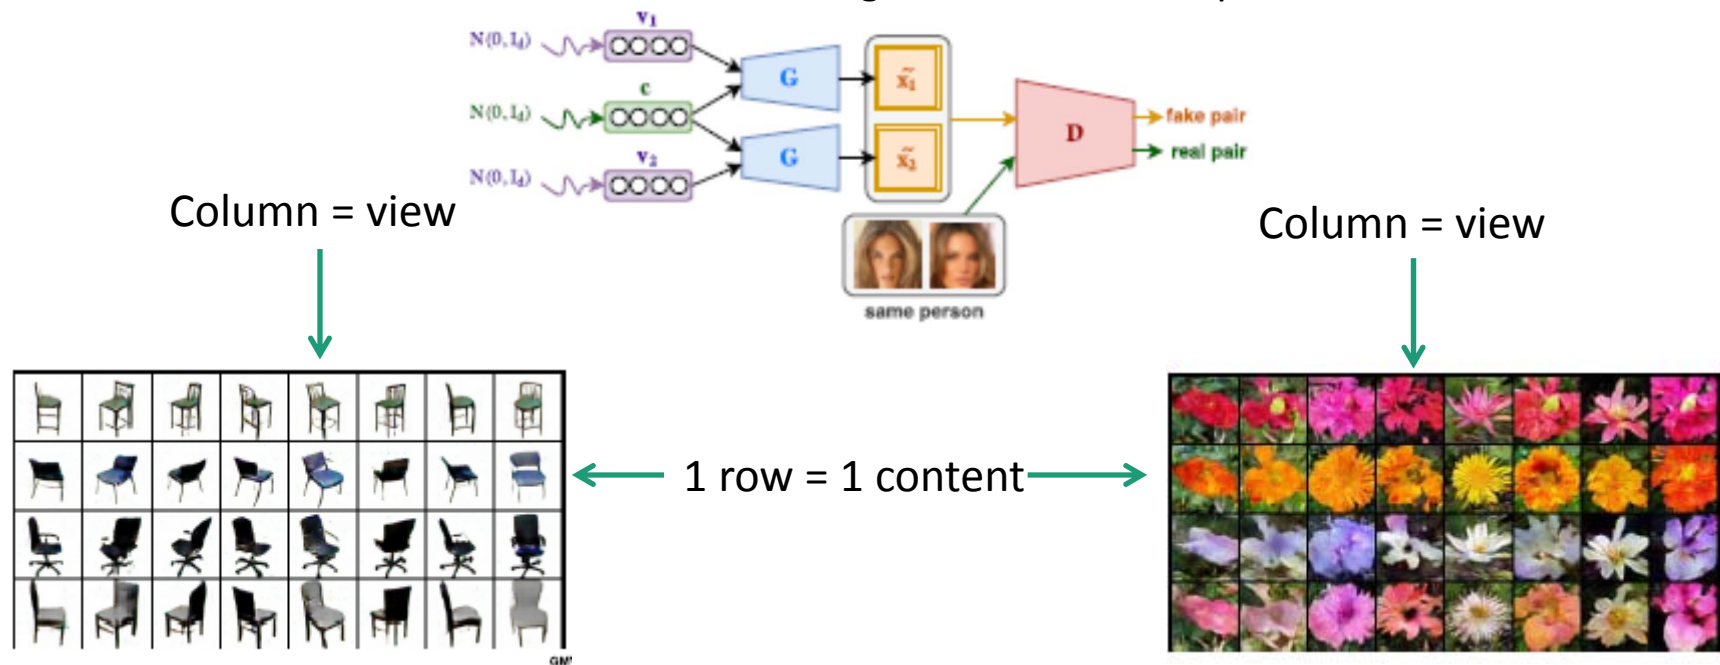 v₁
N(0, I_d)
G
x̃₁
c
N(0, I_d)
fake pair
D
real pair
v₂
G
x̃₂
N(0, I_d)
Column = view
Column = view
same person
1 row = 1 content